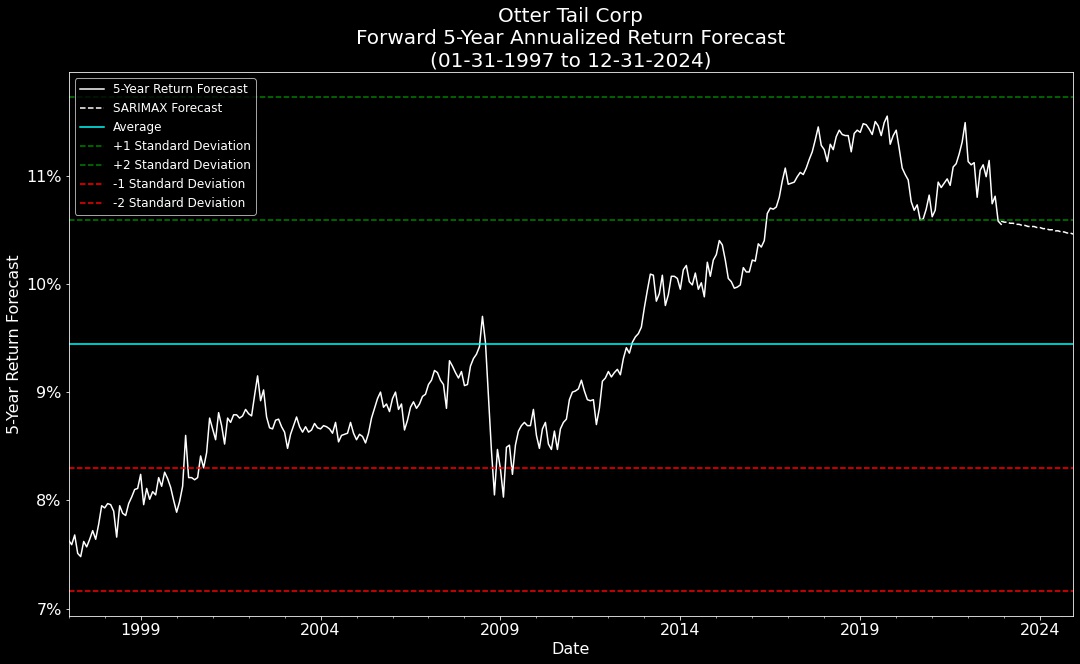 Otter Tail Corp
Forward 5-Year Annualized Return Forecast
(01-31-1997 to 12-31-2024)
5-Year Return Forecast
SARIMAX Forecast
Average
+1 Standard Deviation
+2 Standard Deviation
-1 Standard Deviation
-2 Standard Deviation
11%
10%
9%
8%
7%
5-Year Return Forecast
1999
2004
2009
2014
2019
2024
Date